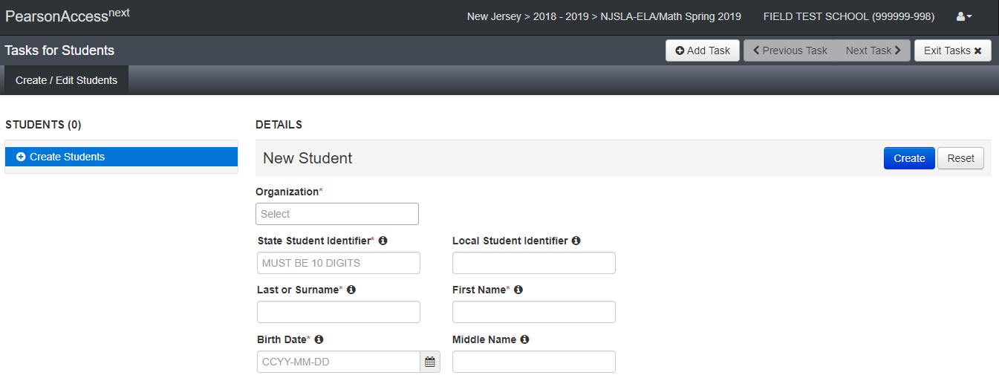 PearsonAccessnext New Jersey > 2018 - 2019 > NJSLA-ELA/Math Spring 2019 FIELD TEST SCHOOL (999999-998)
Tasks for Students Add Task Previous Task Next Task Exit Tasks
Create / Edit Students
STUDENTS (0)
Create Students
DETAILS
New Student Create Reset
Organization*
Select
State Student Identifier* Local Student Identifier
MUST BE 10 DIGITS
Last or Surname* First Name*
Birth Date* Middle Name
CCYY-MM-DD